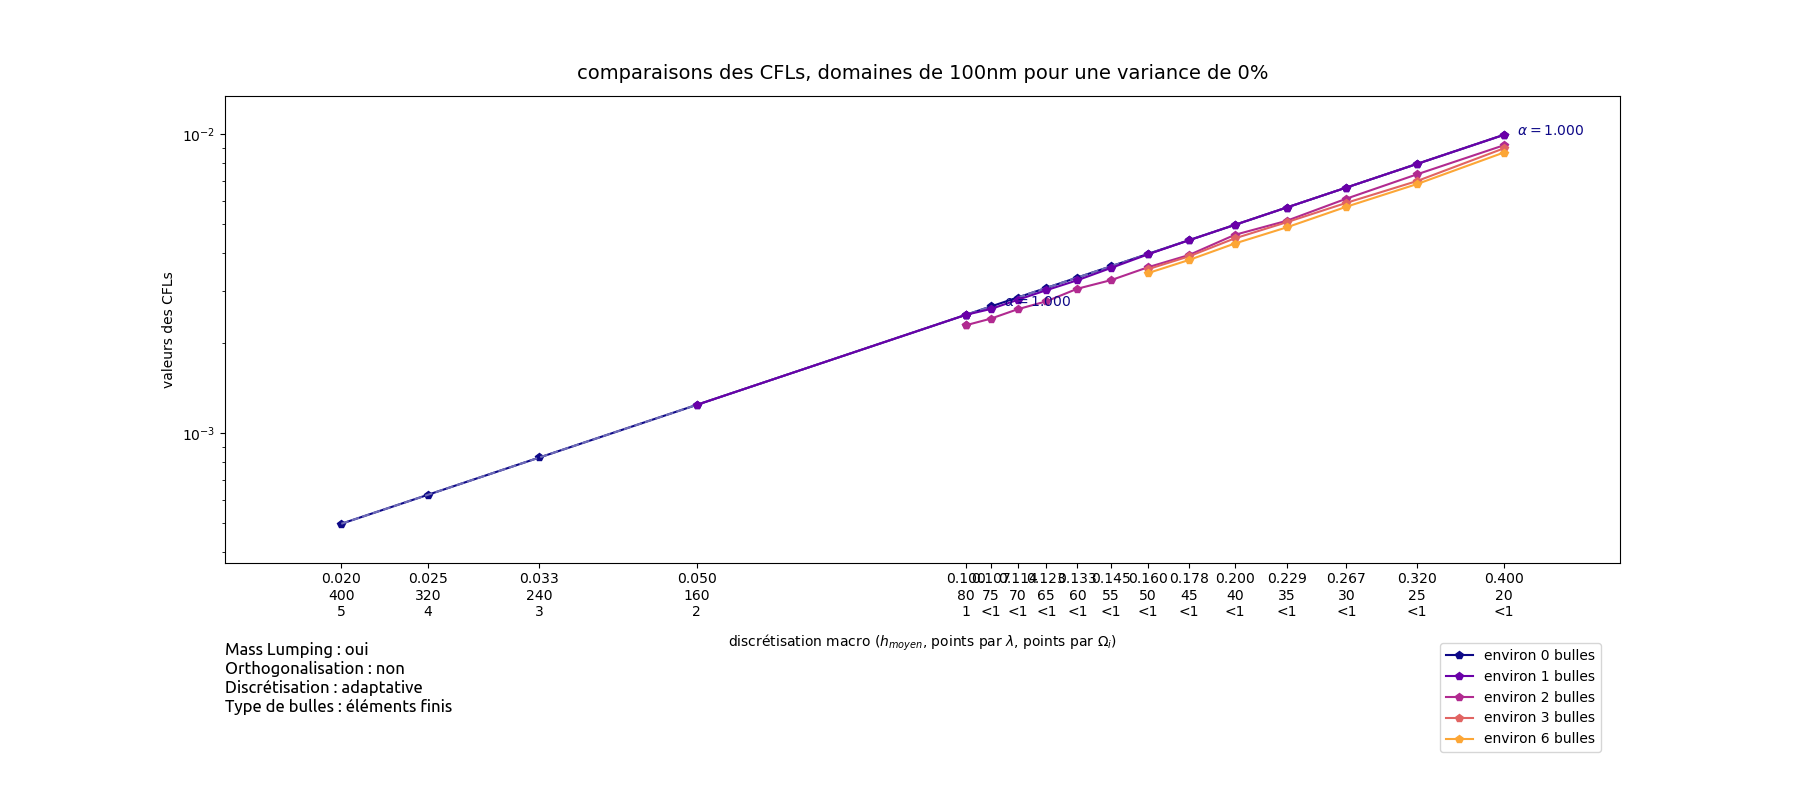 comparaisons des CFLs, domaines de 100nm pour une variance de 0%
valeurs des CFLs
10⁻²
10⁻³
α = 1.000
α = 1.000
0.020 0.025 0.033 0.050 0.100 0.107 0.114 0.123 0.133 0.145 0.160 0.178 0.200 0.229 0.267 0.320 0.400
400 320 240 160 80 75 70 65 60 55 50 45 40 35 30 25 20
5 4 3 2 1 <1 <1 <1 <1 <1 <1 <1 <1 <1 <1 <1 <1
discrétisation macro (h_moyen, points par λ, points par Ω_i)
Mass Lumping : oui
Orthogonalisation : non
Discrétisation : adaptative
Type de bulles : éléments finis
environ 0 bulles
environ 1 bulles
environ 2 bulles
environ 3 bulles
environ 6 bulles